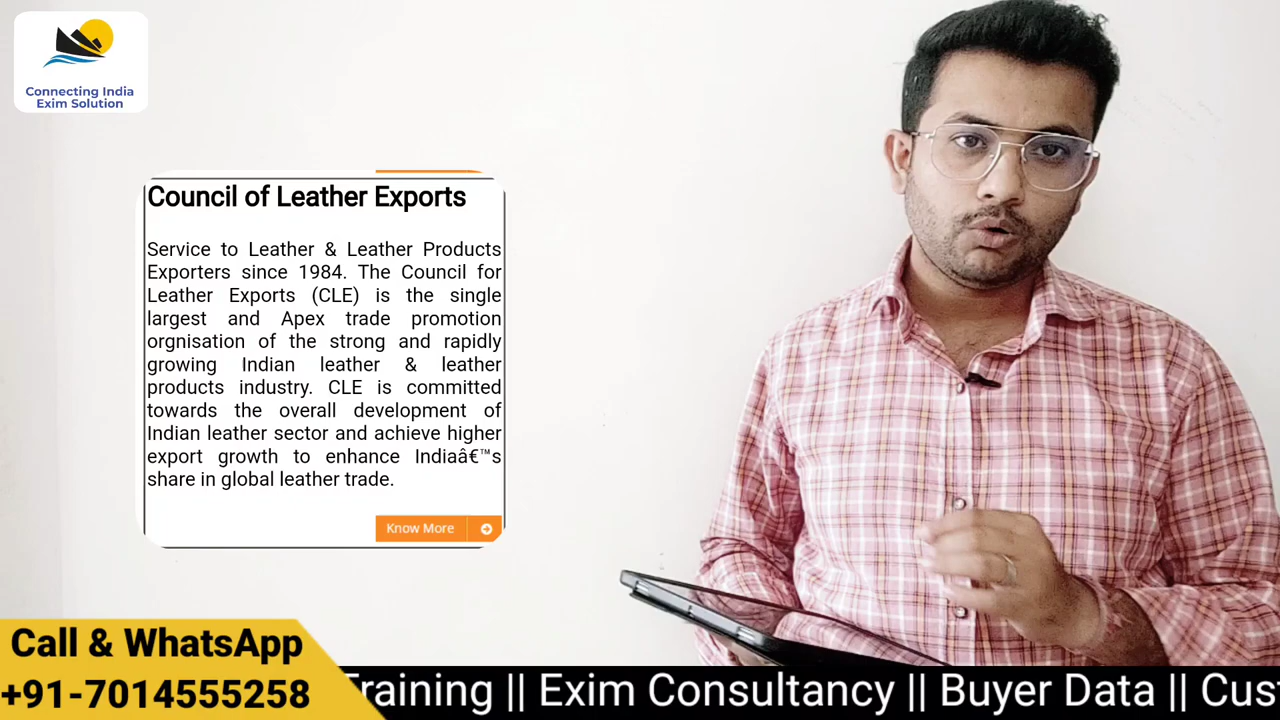 Connecting India
Exim Solution
Council of Leather Exports
Service to Leather & Leather Products
Exporters since 1984. The Council for
Leather Exports (CLE) is the single
largest and Apex trade promotion
orgnisation of the strong and rapidly
growing Indian leather & leather
products industry. CLE is committed
towards the overall development of
Indian leather sector and achieve higher
export growth to enhance Indiaâ€™s
share in global leather trade.
Know More
Call & WhatsApp
+91-7014555258
Training || Exim Consultancy || Buyer Data || Cus